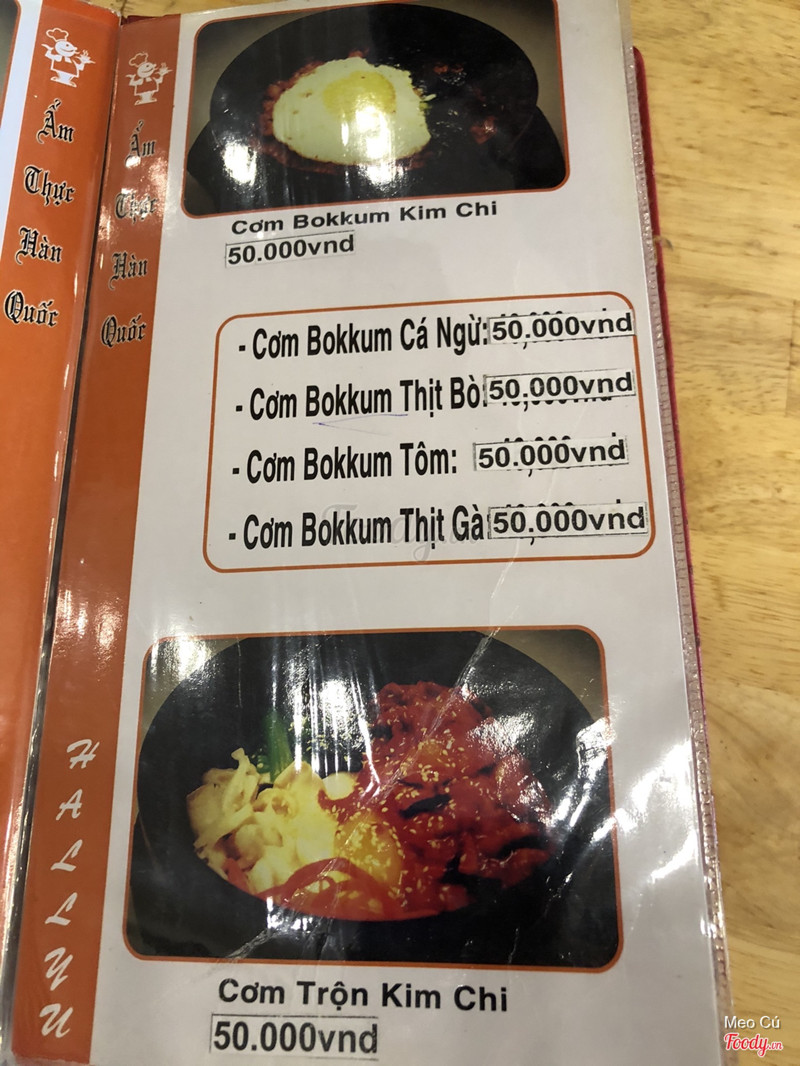 Ẩm
Thực
Hàn
Quốc
Ẩm
Thực
Hàn
Quốc
HALLYU
Cơm Bokkum Kim Chi
50.000vnd
- Cơm Bokkum Cá Ngừ: 50.000vnd
- Cơm Bokkum Thịt Bò: 50.000vnd
- Cơm Bokkum Tôm: 50.000vnd
- Cơm Bokkum Thịt Gà: 50.000vnd
Cơm Trộn Kim Chi
50.000vnd
Meo Cú
Foody.vn